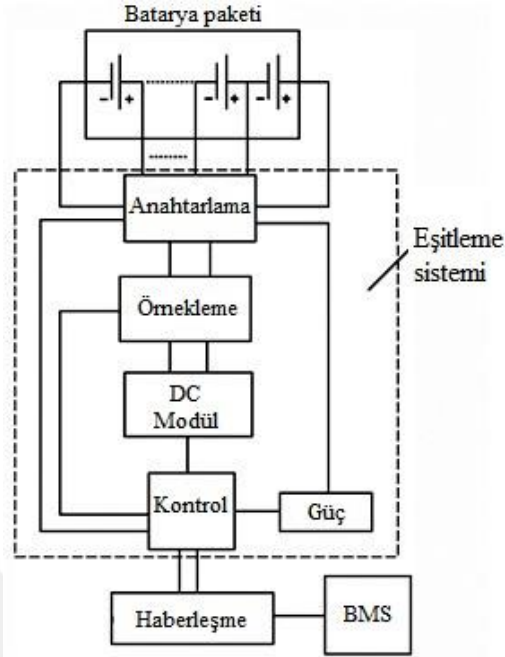 Batarya paketi
- + - + - +
Anahtarlama
Eşitleme
sistemi
Örnekleme
DC
Modül
Kontrol
Güç
Haberleşme
BMS